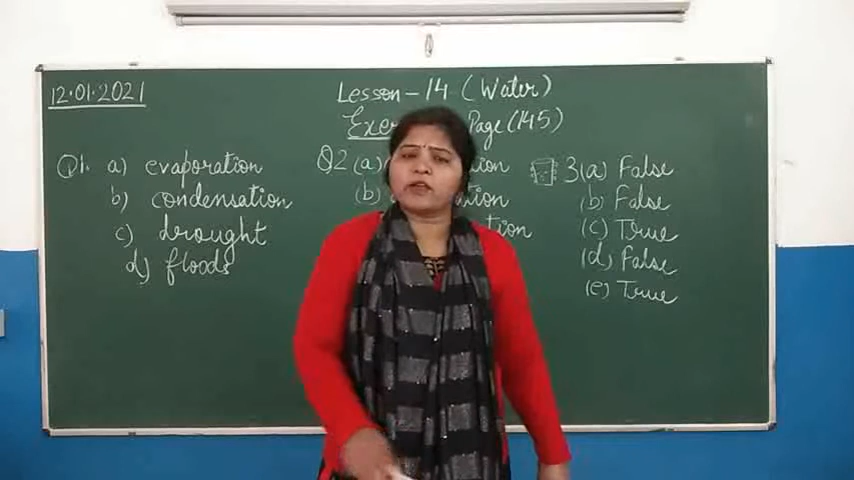 12.01.2021
Lesson - 14 (Water)
Page (145)
Q1. a) evaporation
b) condensation
c) drought
d) floods
Q2 (a)
(b)
3(a) False
(b) False
(c) True
(d) False
(e) True